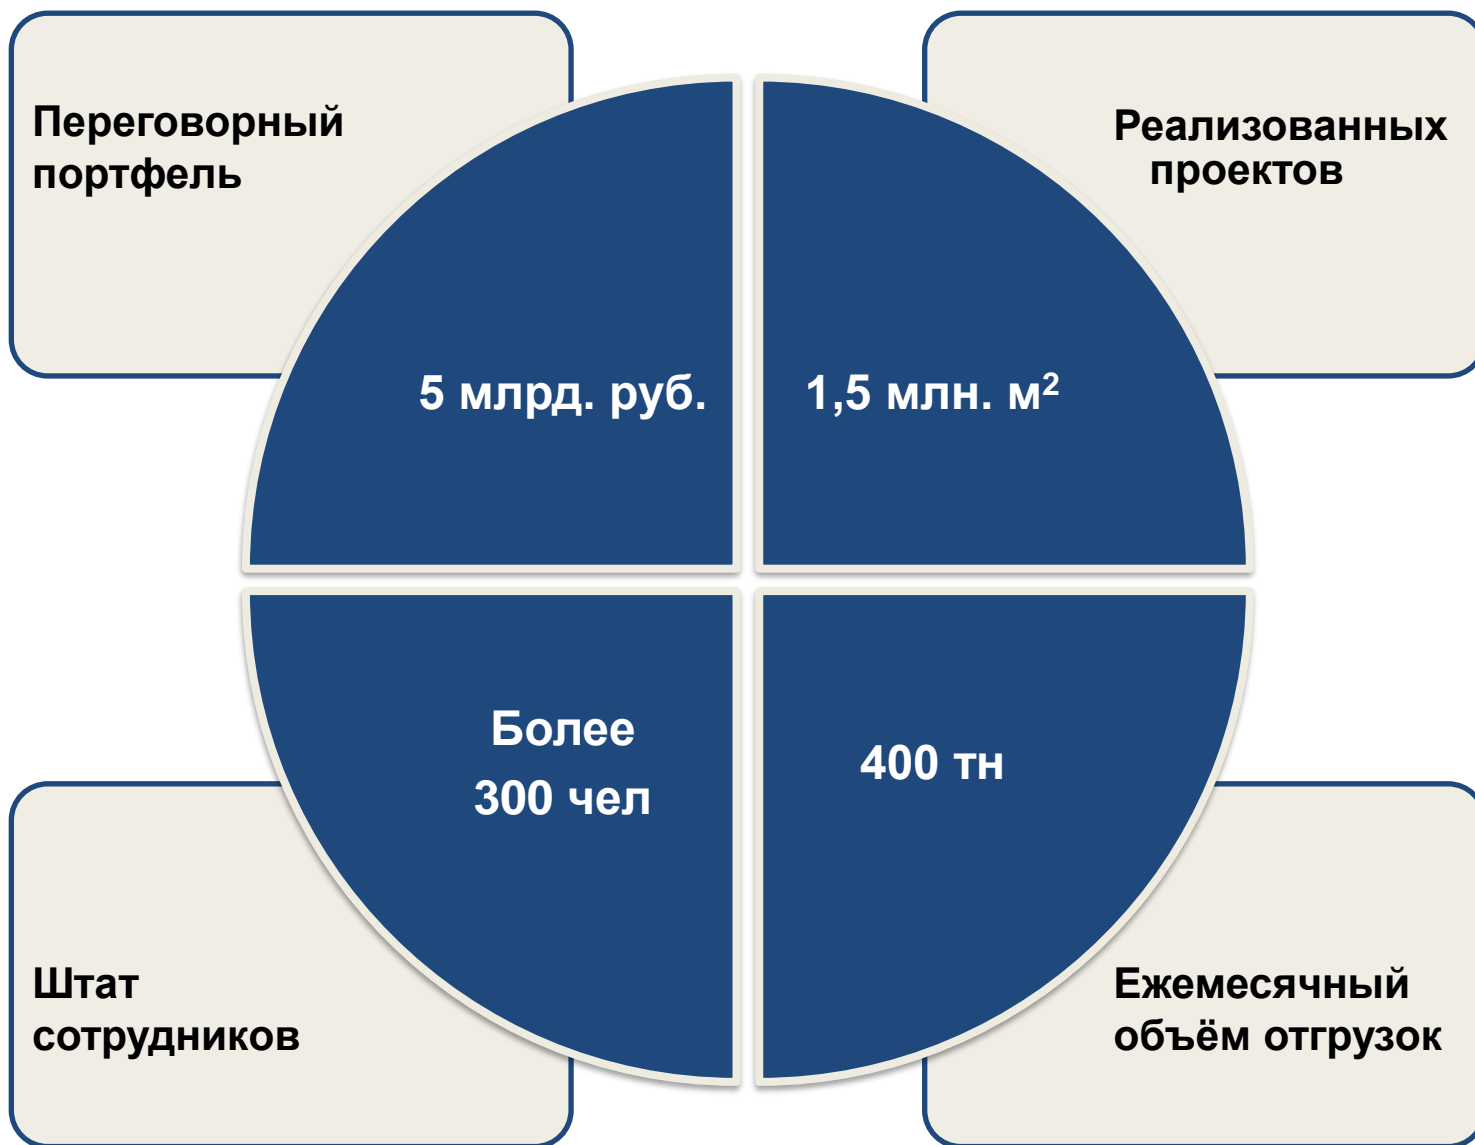 Переговорный
портфель
Реализованных
проектов
5 млрд. руб.
1,5 млн. м²
Более
300 чел
400 тн
Штат
сотрудников
Ежемесячный
объём отгрузок